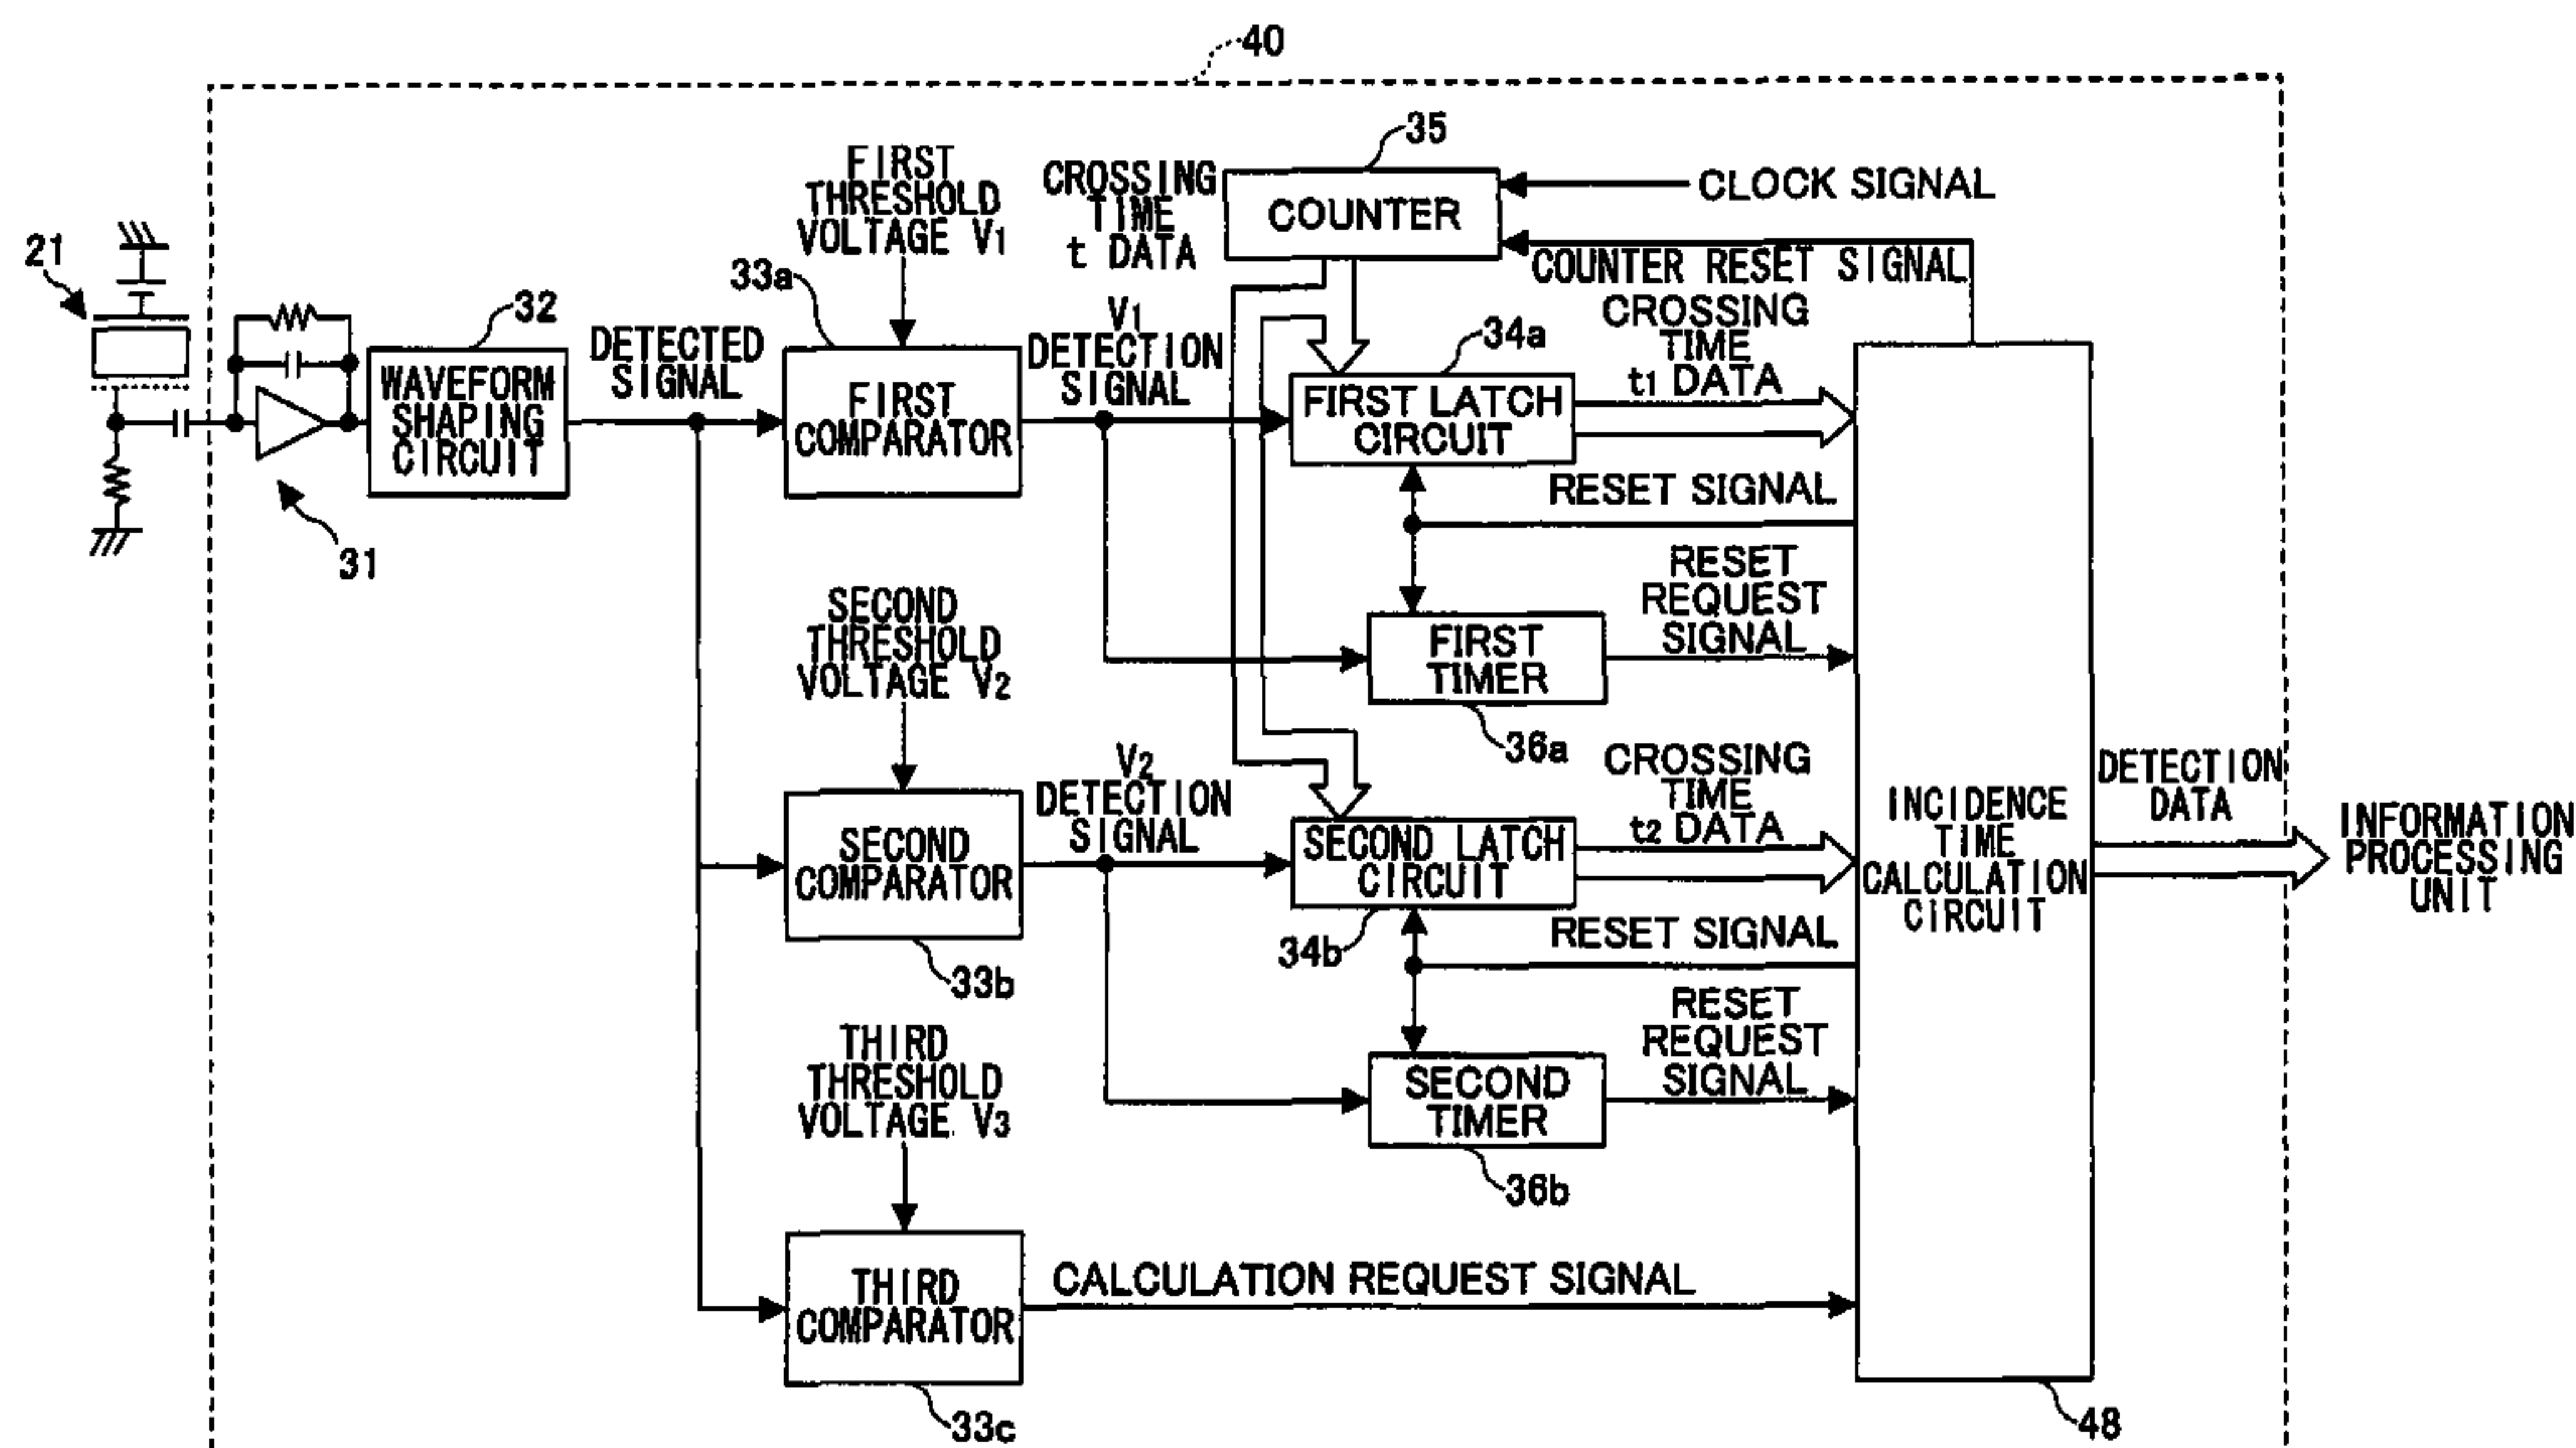 40
35
FIRST
THRESHOLD
VOLTAGE V1
CROSSING
TIME
t DATA
COUNTER
CLOCK SIGNAL
COUNTER RESET SIGNAL
21
33a
32
DETECTED
SIGNAL
V1
DETECTION
SIGNAL
34a
CROSSING
TIME
t1 DATA
WAVEFORM
SHAPING
CIRCUIT
FIRST
COMPARATOR
FIRST LATCH
CIRCUIT
RESET SIGNAL
31
RESET
REQUEST
SIGNAL
SECOND
THRESHOLD
VOLTAGE V2
FIRST
TIMER
36a
V2
DETECTION
SIGNAL
CROSSING
TIME
t2 DATA
SECOND
COMPARATOR
SECOND LATCH
CIRCUIT
INCIDENCE
TIME
CALCULATION
CIRCUIT
DETECTION
DATA
INFORMATION
PROCESSING
UNIT
33b
34b
RESET SIGNAL
RESET
REQUEST
SIGNAL
THIRD
THRESHOLD
VOLTAGE V3
SECOND
TIMER
36b
THIRD
COMPARATOR
CALCULATION REQUEST SIGNAL
33c
48